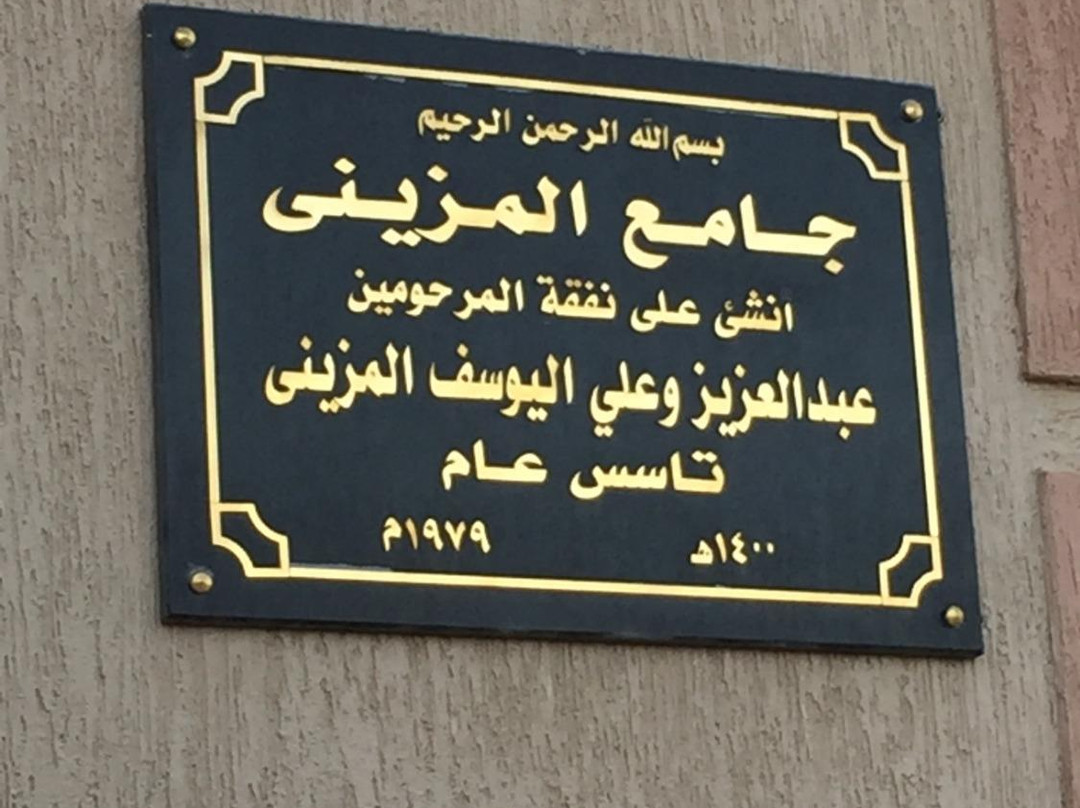 بسم الله الرحمن الرحيم
جامع المزينى
انشئ على نفقة المرحومين
عبدالعزيز وعلي اليوسف المزينى
تاسس عام
١٤٠٠هـ ١٩٧٩م